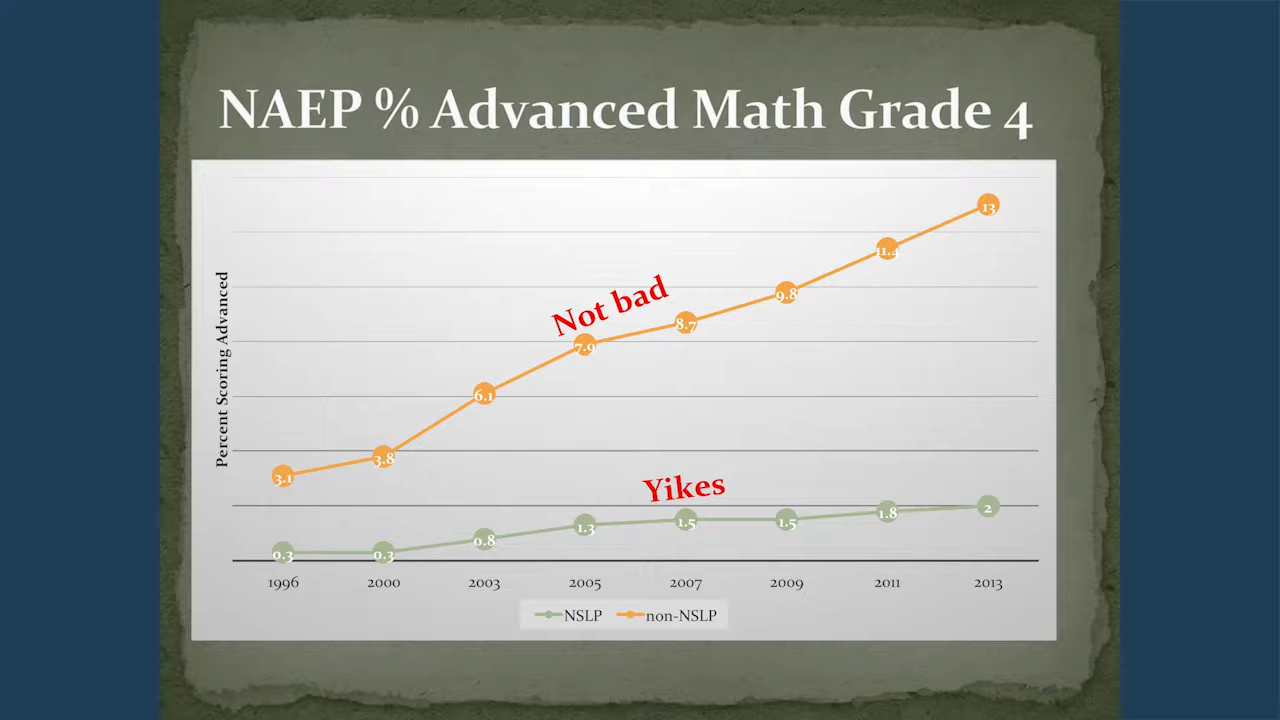 NAEP % Advanced Math Grade 4
Percent Scoring Advanced
13
11.4
9.8
Not bad
8.7
7.9
6.1
3.8
3.1
Yikes
0.3 0.3 0.8 1.3 1.5 1.5 1.8 2
1996 2000 2003 2005 2007 2009 2011 2013
NSLP non-NSLP